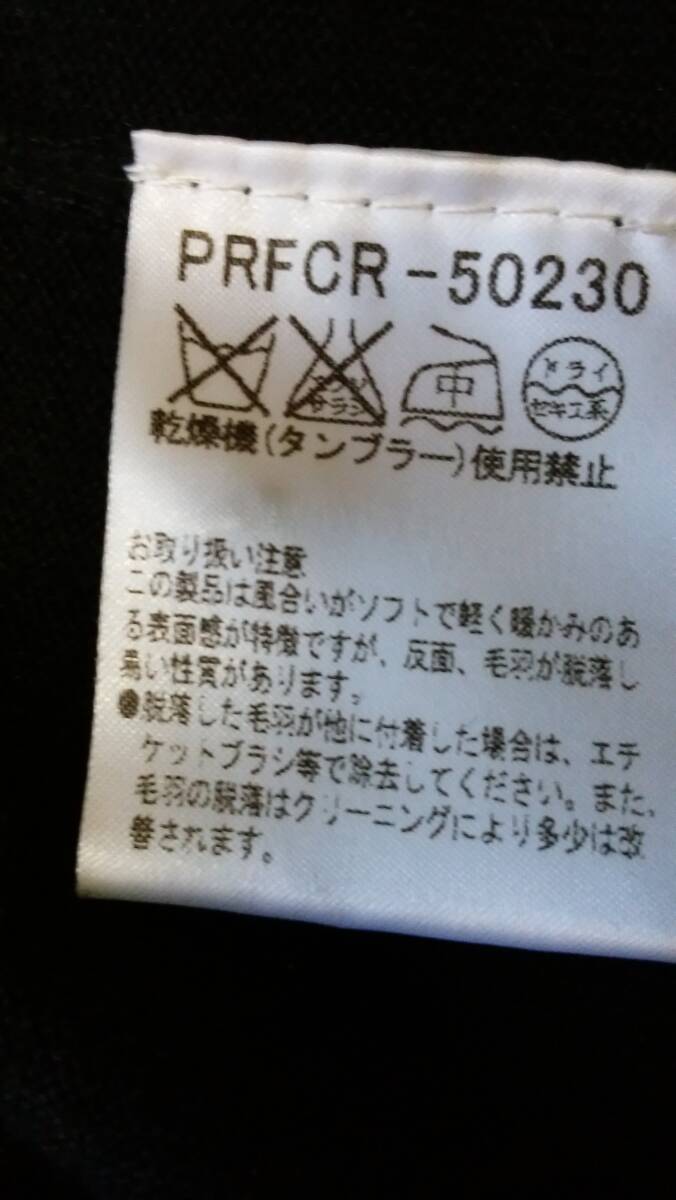 PRFCR-50230
エンソ サラシ 中 ドライ セキユ系
乾燥機(タンブラー)使用禁止
お取り扱い注意
この製品は風合いがソフトで軽く暖かみのあ
る表面感が特徴ですが、反面、毛羽が脱落し
易い性質があります。
●脱落した毛羽が他に付着した場合は、エチ
ケットブラシ等で除去してください。また、
毛羽の脱落はクリーニングにより多少は改
善されます。